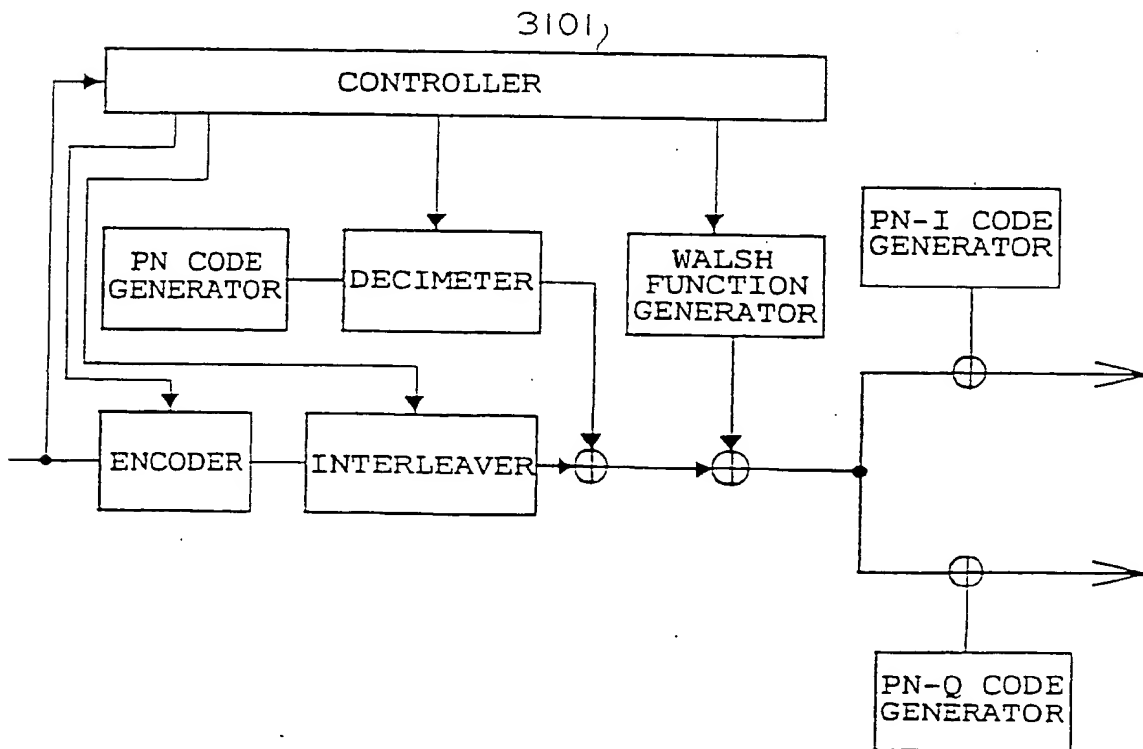 3101
CONTROLLER
PN-I CODE
GENERATOR
PN CODE
GENERATOR
DECIMETER
WALSH
FUNCTION
GENERATOR
ENCODER
INTERLEAVER
PN-Q CODE
GENERATOR